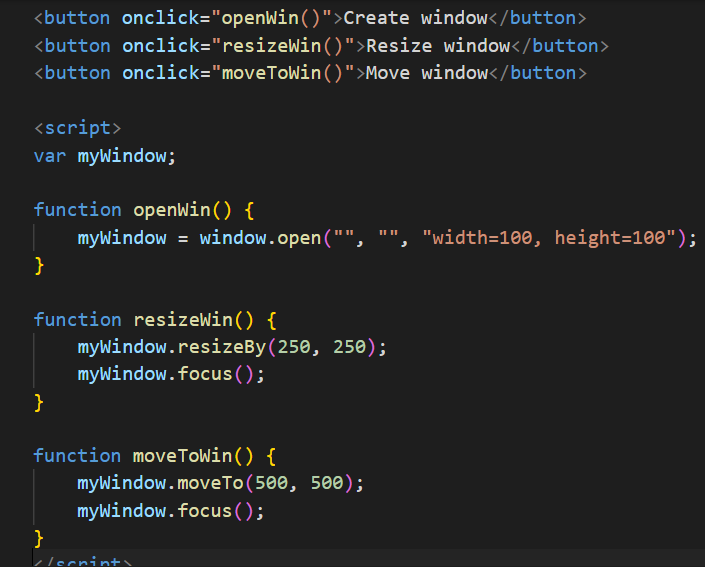 <button onclick="openWin()">Create window</button>
<button onclick="resizeWin()">Resize window</button>
<button onclick="moveToWin()">Move window</button>
<script>
var myWindow;
function openWin() {
myWindow = window.open("", "", "width=100, height=100");
}
function resizeWin() {
myWindow.resizeBy(250, 250);
myWindow.focus();
}
function moveToWin() {
myWindow.moveTo(500, 500);
myWindow.focus();
}
</script>